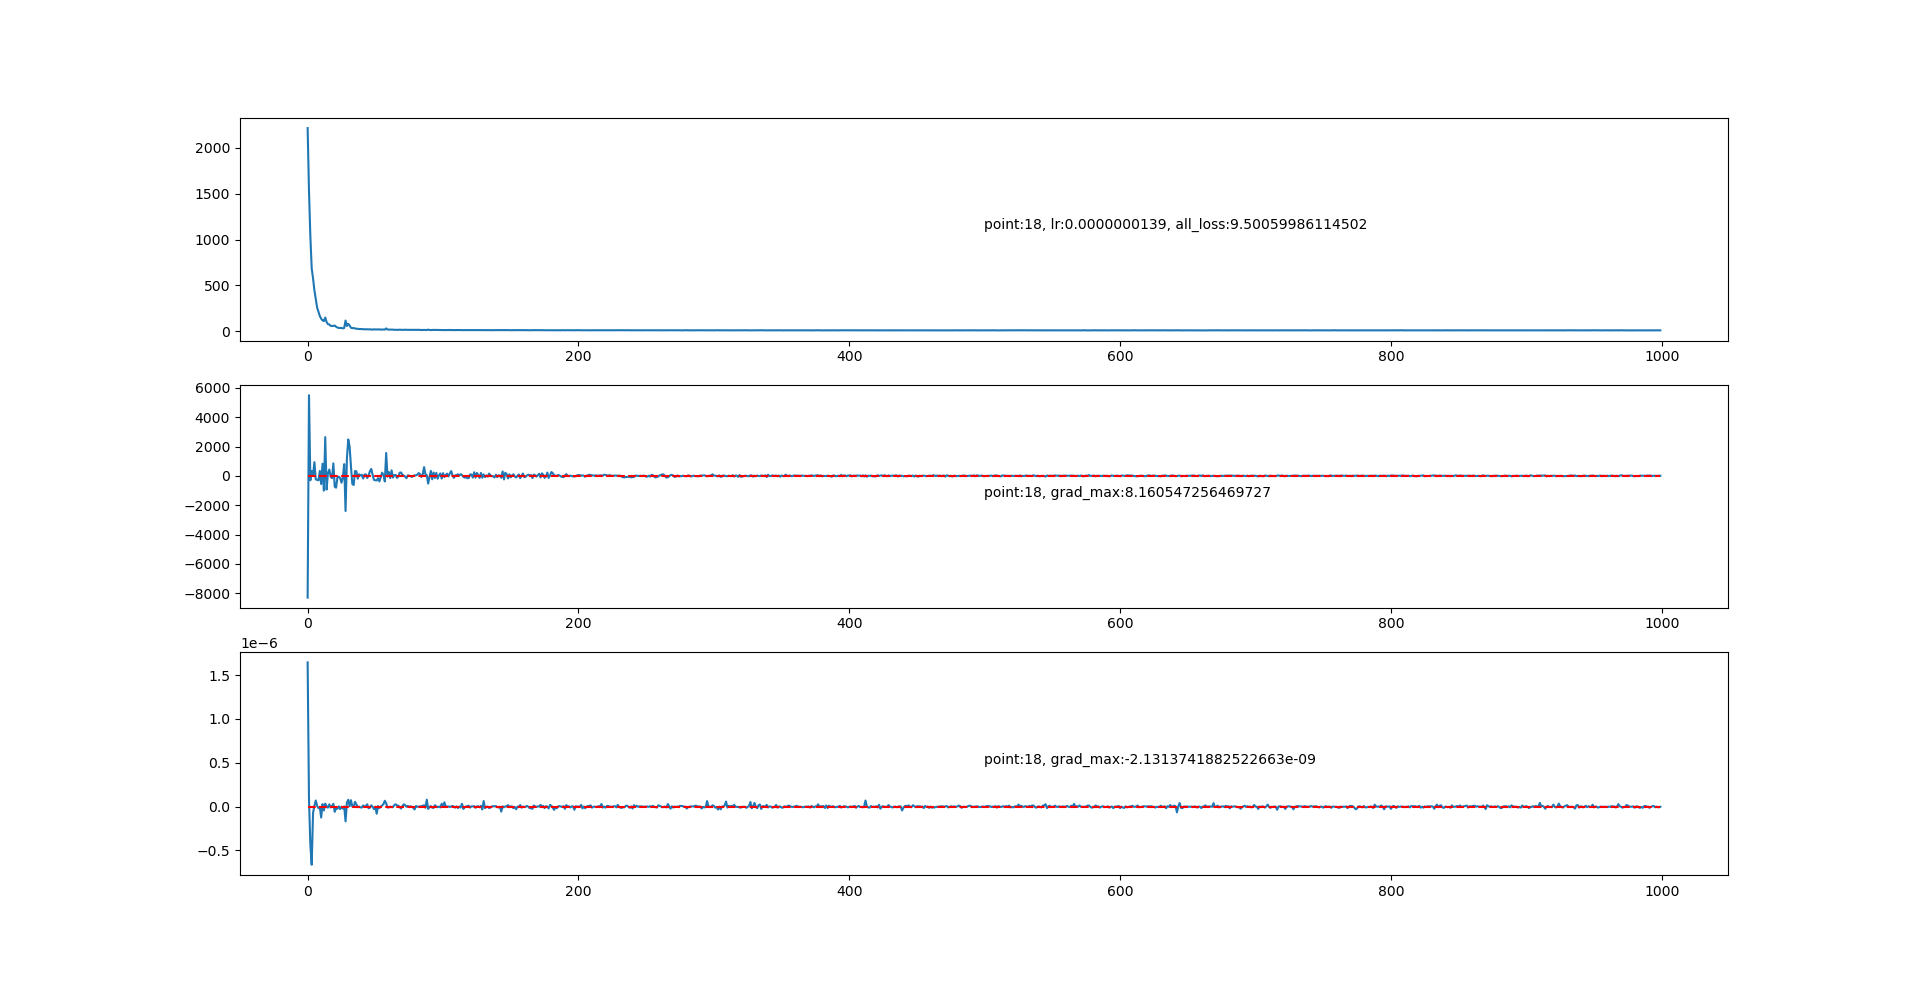 2000
1500
1000
500
0
point:18, lr:0.0000000139, all_loss:9.50059986114502
0 200 400 600 800 1000
6000
4000
2000
0
−2000
−4000
−6000
−8000
point:18, grad_max:8.160547256469727
0 200 400 600 800 1000
1e−6
1.5
1.0
0.5
0.0
−0.5
point:18, grad_max:-2.1313741882522663e-09
0 200 400 600 800 1000